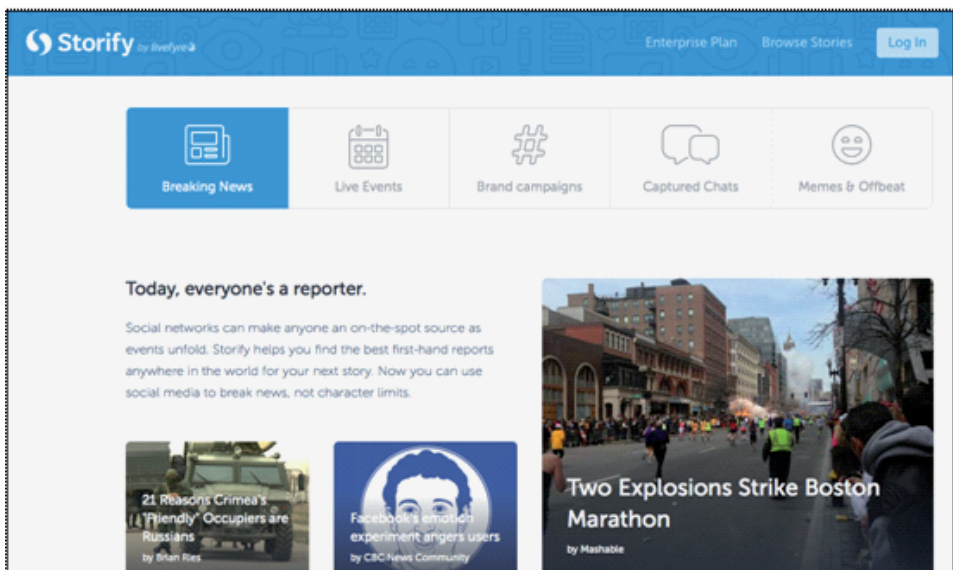 Storify by livefyre
Enterprise Plan
Browse Stories
Log In
Breaking News
Live Events
Brand campaigns
Captured Chats
Memes & Offbeat
Today, everyone's a reporter.
Social networks can make anyone an on-the-spot source as
events unfold. Storify helps you find the best first-hand reports
anywhere in the world for your next story. Now you can use
social media to break news, not character limits.
21 Reasons Crimea's
"Friendly" Occupiers are
Russians
by Brian Ries
Facebook's emotion
experiment angers users
by CBC News Community
Two Explosions Strike Boston
Marathon
by Mashable